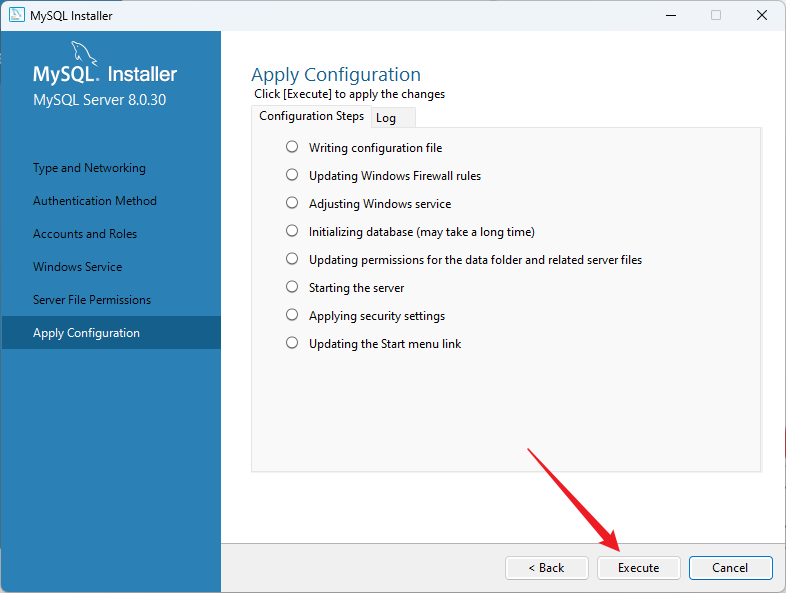 MySQL Installer
MySQL. Installer
MySQL Server 8.0.30
Type and Networking
Authentication Method
Accounts and Roles
Windows Service
Server File Permissions
Apply Configuration
Apply Configuration
Click [Execute] to apply the changes
Configuration Steps Log
Writing configuration file
Updating Windows Firewall rules
Adjusting Windows service
Initializing database (may take a long time)
Updating permissions for the data folder and related server files
Starting the server
Applying security settings
Updating the Start menu link
< Back Execute Cancel